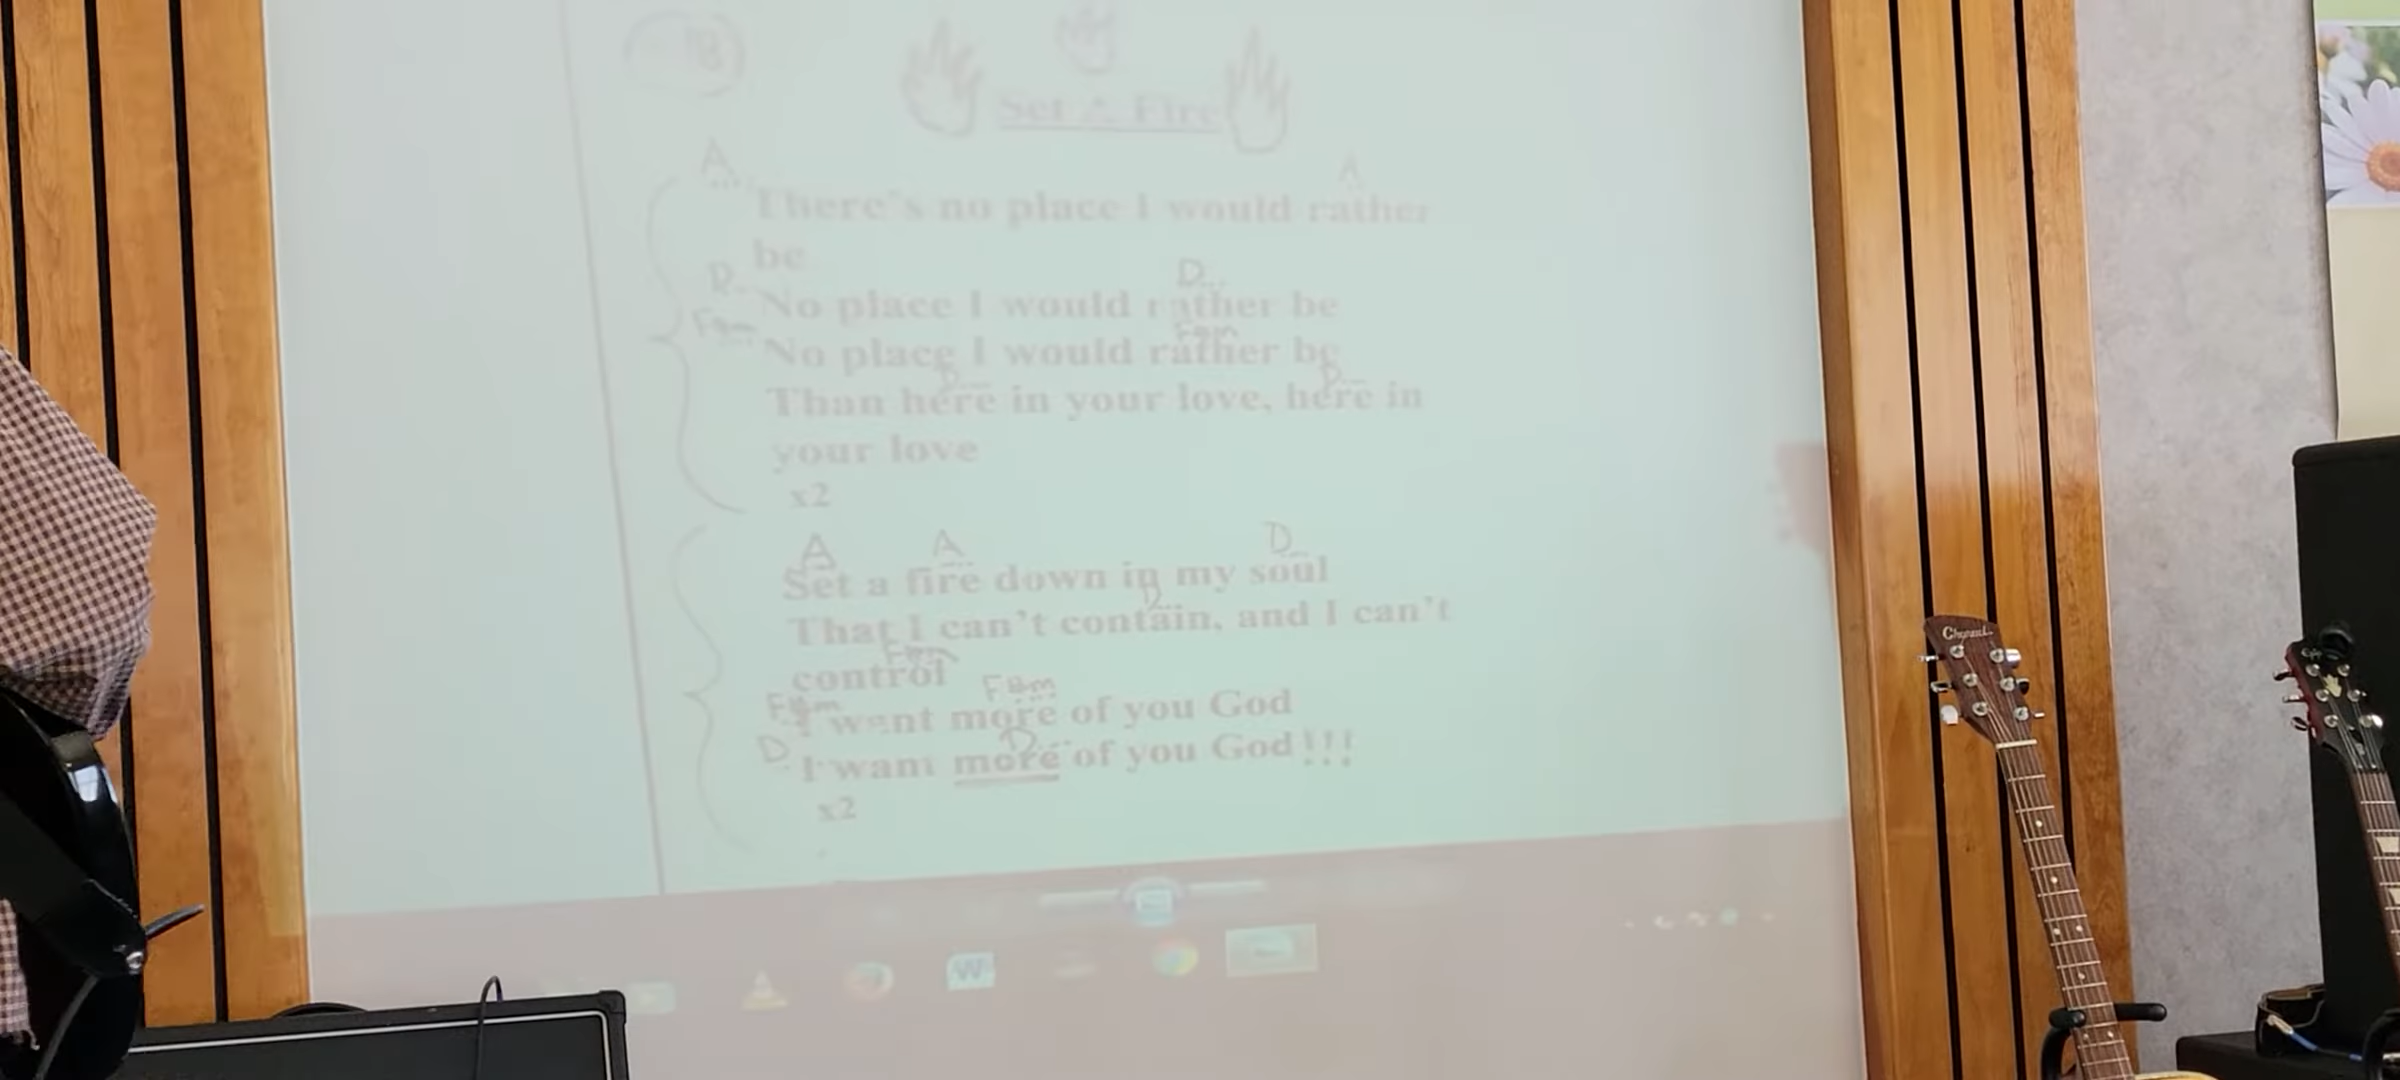 18
Set A Fire
A A
There's no place I would rather
be
D D
No place I would rather be
F#m F#m
No place I would rather be
D D
Than here in your love, here in
your love
x2
A A D
Set a fire down in my soul
D
That I can't contain, and I can't
F#m
control
F#m F#m
I want more of you God
D D
I want more of you God!!!
x2
W